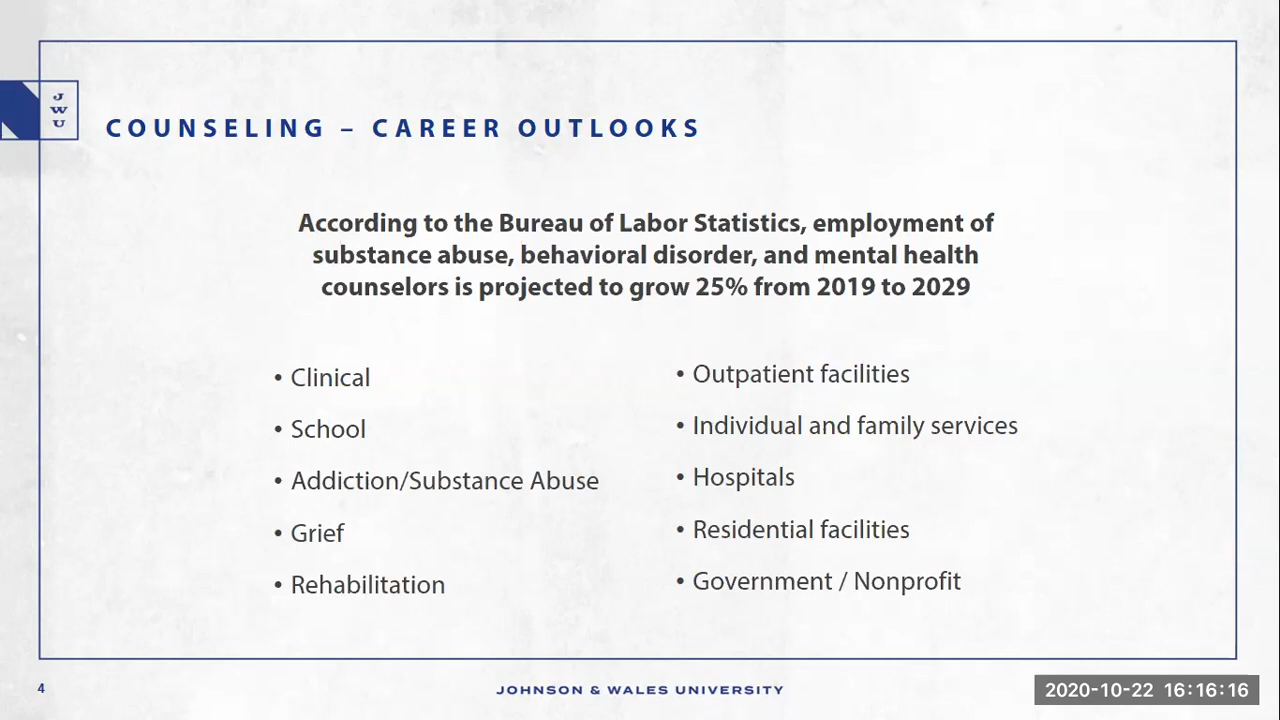 J
W
U
COUNSELING – CAREER OUTLOOKS
According to the Bureau of Labor Statistics, employment of
substance abuse, behavioral disorder, and mental health
counselors is projected to grow 25% from 2019 to 2029
• Clinical
• School
• Addiction/Substance Abuse
• Grief
• Rehabilitation
• Outpatient facilities
• Individual and family services
• Hospitals
• Residential facilities
• Government / Nonprofit
4
JOHNSON & WALES UNIVERSITY
2020-10-22 16:16:16